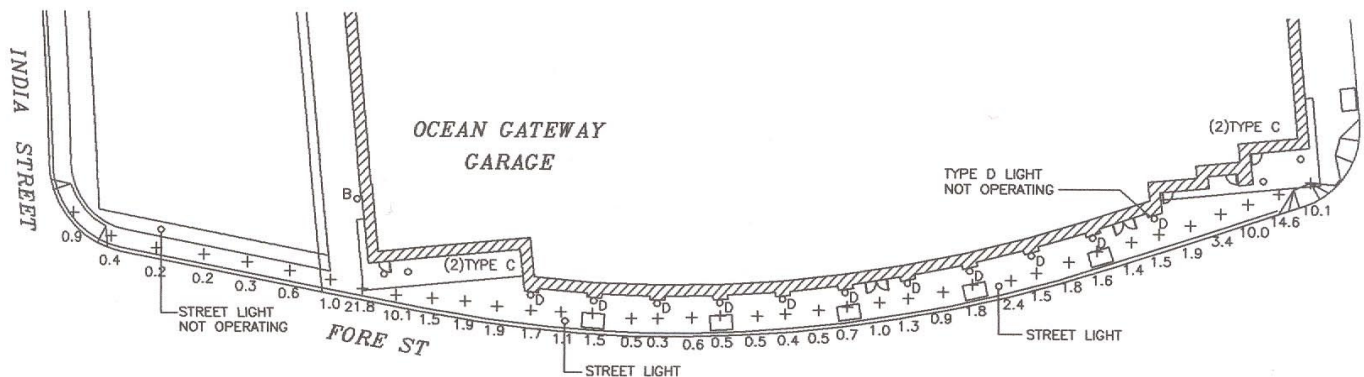 INDIA STREET
OCEAN GATEWAY
GARAGE
(2)TYPE C
TYPE D LIGHT
NOT OPERATING
B
(2)TYPE C
D D D D D D D D D D D
STREET LIGHT
NOT OPERATING
FORE ST
STREET LIGHT
STREET LIGHT
0.9 0.4 0.2 0.2 0.3 0.6 1.0 21.8 10.1 1.5 1.9 1.9 1.7 1.1 1.5 0.5 0.3 0.6 0.5 0.5 0.4 0.5 0.7 1.0 1.3 0.9 1.8 2.4 1.5 1.8 1.6 1.4 1.5 1.9 3.4 10.0 14.6 10.1